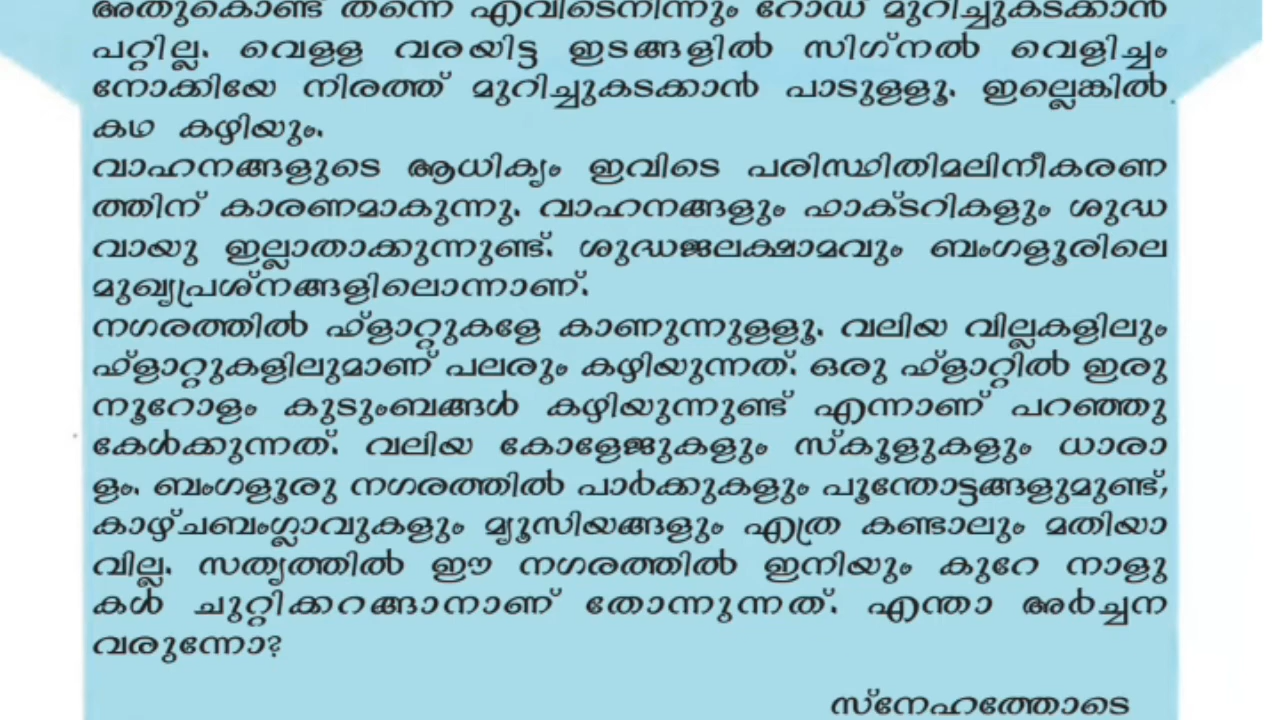 അതുകൊണ്ട് തന്നെ എവിടെനിന്നും റോഡ് മുറിച്ചുകടക്കാൻ
പറ്റില്ല. വെള്ള വരയിട്ട ഇടങ്ങളിൽ സിഗ്‌നൽ വെളിച്ചം
നോക്കിയേ നിരത്ത് മുറിച്ചുകടക്കാൻ പാടുള്ളൂ. ഇല്ലെങ്കിൽ
കഥ കഴിയും.
വാഹനങ്ങളുടെ ആധിക്യം ഇവിടെ പരിസ്ഥിതിമലിനീകരണ
ത്തിന് കാരണമാകുന്നു. വാഹനങ്ങളും ഫാക്ടറികളും ശുദ്ധ
വായു ഇല്ലാതാക്കുന്നുണ്ട്. ശുദ്ധജലക്ഷാമവും ബംഗളൂരിലെ
മുഖ്യപ്രശ്‌നങ്ങളിലൊന്നാണ്.
നഗരത്തിൽ ഫ്‌ളാറ്റുകളേ കാണുന്നുള്ളൂ. വലിയ വില്ലകളിലും
ഫ്‌ളാറ്റുകളിലുമാണ് പലരും കഴിയുന്നത്. ഒരു ഫ്‌ളാറ്റിൽ ഇരു
നൂറോളം കുടുംബങ്ങൾ കഴിയുന്നുണ്ട് എന്നാണ് പറഞ്ഞു
കേൾക്കുന്നത്. വലിയ കോളേജുകളും സ്കൂളുകളും ധാരാ
ളം. ബംഗളൂരു നഗരത്തിൽ പാർക്കുകളും പൂന്തോട്ടങ്ങളുമുണ്ട്,
കാഴ്ചബംഗ്ലാവുകളും മ്യൂസിയങ്ങളും എത്ര കണ്ടാലും മതിയാ
വില്ല. സത്യത്തിൽ ഈ നഗരത്തിൽ ഇനിയും കുറേ നാളു
കൾ ചുറ്റിക്കറങ്ങാനാണ് തോന്നുന്നത്. എന്താ അർച്ചന
വരുന്നോ?
സ്നേഹത്തോടെ